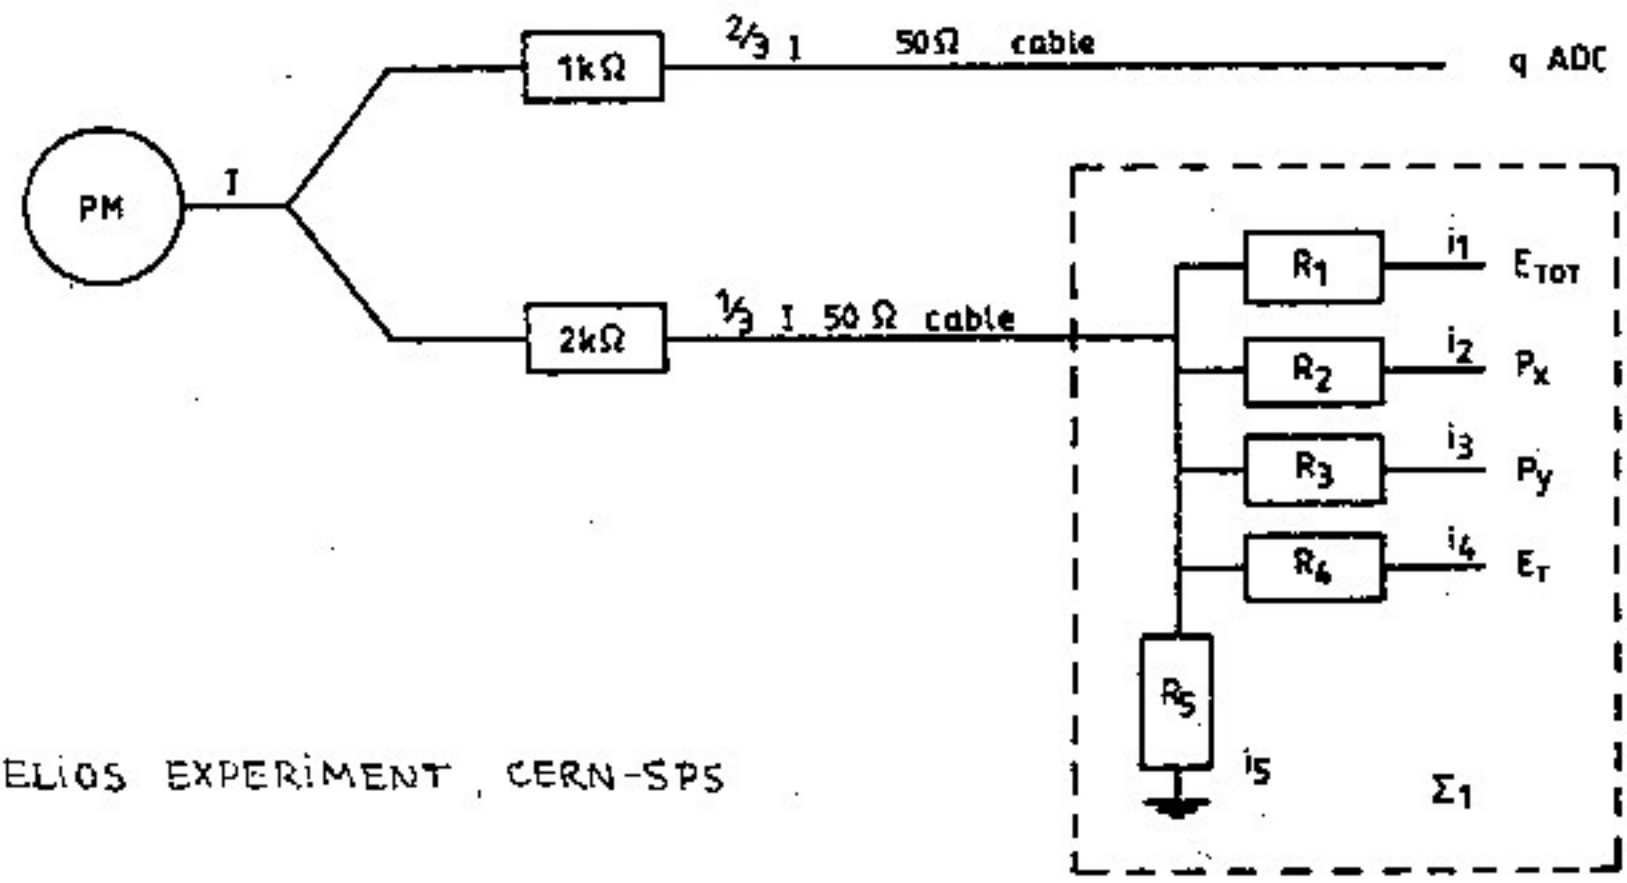 2/3 I 50Ω cable q ADC
1kΩ
PM I
1/3 I 50 Ω cable
2kΩ
R1 i1 ETOT
R2 i2 Px
R3 i3 Py
R4 i4 ET
R5 i5
Σ1
ELIOS EXPERIMENT, CERN-SPS